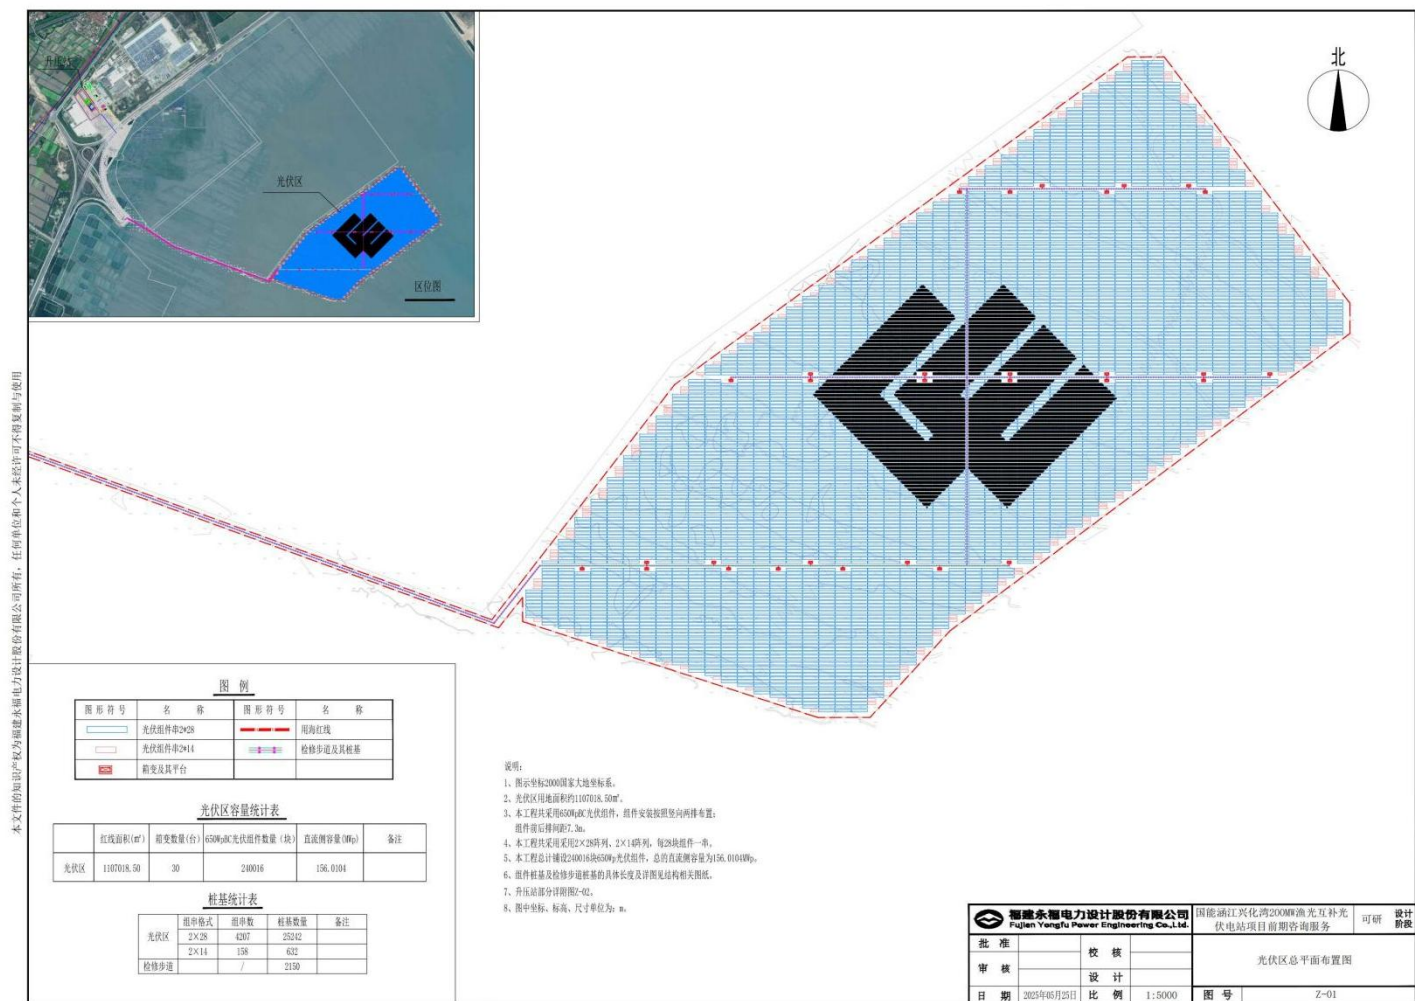 本文件的知识产权为福建永福电力设计股份有限公司所有，任何单位和个人未经许可不得复制与使用
升压站
光伏区
区位图
北
图 例
图 形 符 号 名 称 图 形 符 号 名 称
光伏组件串2*28 用海红线
光伏组件串2*14 检修步道及其桩基
箱变及其平台
光伏区容量统计表
红线面积(m²) 箱变数量(台) 650WpBC光伏组件数量（块） 直流侧容量(MWp) 备注
光伏区 1107018.50 30 240016 156.0104
桩基统计表
组串格式 组串数 桩基数量 备注
光伏区 2×28 4207 25242
2×14 158 632
检修步道 / 2150
说明：
1、图示坐标2000国家大地坐标系。
2、光伏区用地面积约1107018.50m²。
3、本工程共采用650WpBC光伏组件，组件安装按照竖向两排布置；
组件前后排间距7.3m。
4、本工程共采用采用2×28阵列、2×14阵列，每28块组件一串。
5、本工程总计铺设240016块650Wp光伏组件，总的直流侧容量为156.0104MWp。
6、组件桩基及检修步道桩基的具体长度及详图见结构相关图纸。
7、升压站部分详附图Z-02。
8、图中坐标、标高、尺寸单位为：m。
福建永福电力设计股份有限公司
Fujian Yongfu Power Engineering Co.,Ltd.
国能涵江兴化湾200MW渔光互补光
伏电站项目前期咨询服务
可研 设计
阶段
批 准 校 核
审 核 设 计
光伏区总平面布置图
日 期 2025年05月25日 比 例 1:5000 图 号 Z-01